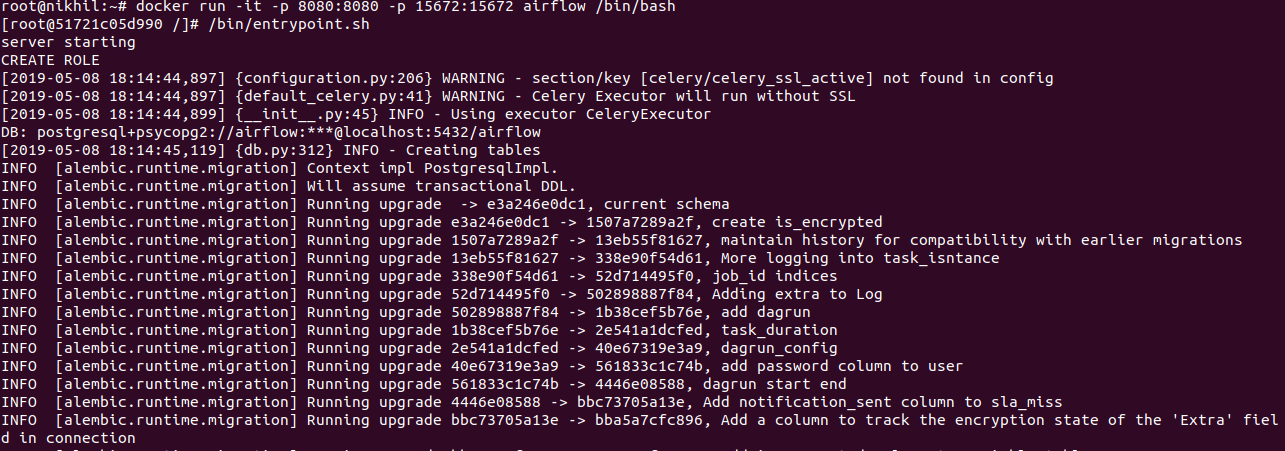 root@nikhil:~# docker run -it -p 8080:8080 -p 15672:15672 airflow /bin/bash
[root@51721c05d990 /]# /bin/entrypoint.sh
server starting
CREATE ROLE
[2019-05-08 18:14:44,897] {configuration.py:206} WARNING - section/key [celery/celery_ssl_active] not found in config
[2019-05-08 18:14:44,897] {default_celery.py:41} WARNING - Celery Executor will run without SSL
[2019-05-08 18:14:44,899] {__init__.py:45} INFO - Using executor CeleryExecutor
DB: postgresql+psycopg2://airflow:***@localhost:5432/airflow
[2019-05-08 18:14:45,119] {db.py:312} INFO - Creating tables
INFO  [alembic.runtime.migration] Context impl PostgresqlImpl.
INFO  [alembic.runtime.migration] Will assume transactional DDL.
INFO  [alembic.runtime.migration] Running upgrade  -> e3a246e0dc1, current schema
INFO  [alembic.runtime.migration] Running upgrade e3a246e0dc1 -> 1507a7289a2f, create is_encrypted
INFO  [alembic.runtime.migration] Running upgrade 1507a7289a2f -> 13eb55f81627, maintain history for compatibility with earlier migrations
INFO  [alembic.runtime.migration] Running upgrade 13eb55f81627 -> 338e90f54d61, More logging into task_isntance
INFO  [alembic.runtime.migration] Running upgrade 338e90f54d61 -> 52d714495f0, job_id indices
INFO  [alembic.runtime.migration] Running upgrade 52d714495f0 -> 502898887f84, Adding extra to Log
INFO  [alembic.runtime.migration] Running upgrade 502898887f84 -> 1b38cef5b76e, add dagrun
INFO  [alembic.runtime.migration] Running upgrade 1b38cef5b76e -> 2e541a1dcfed, task_duration
INFO  [alembic.runtime.migration] Running upgrade 2e541a1dcfed -> 40e67319e3a9, dagrun_config
INFO  [alembic.runtime.migration] Running upgrade 40e67319e3a9 -> 561833c1c74b, add password column to user
INFO  [alembic.runtime.migration] Running upgrade 561833c1c74b -> 4446e08588, dagrun start end
INFO  [alembic.runtime.migration] Running upgrade 4446e08588 -> bbc73705a13e, Add notification_sent column to sla_miss
INFO  [alembic.runtime.migration] Running upgrade bbc73705a13e -> bba5a7cfc896, Add a column to track the encryption state of the 'Extra' fiel
d in connection